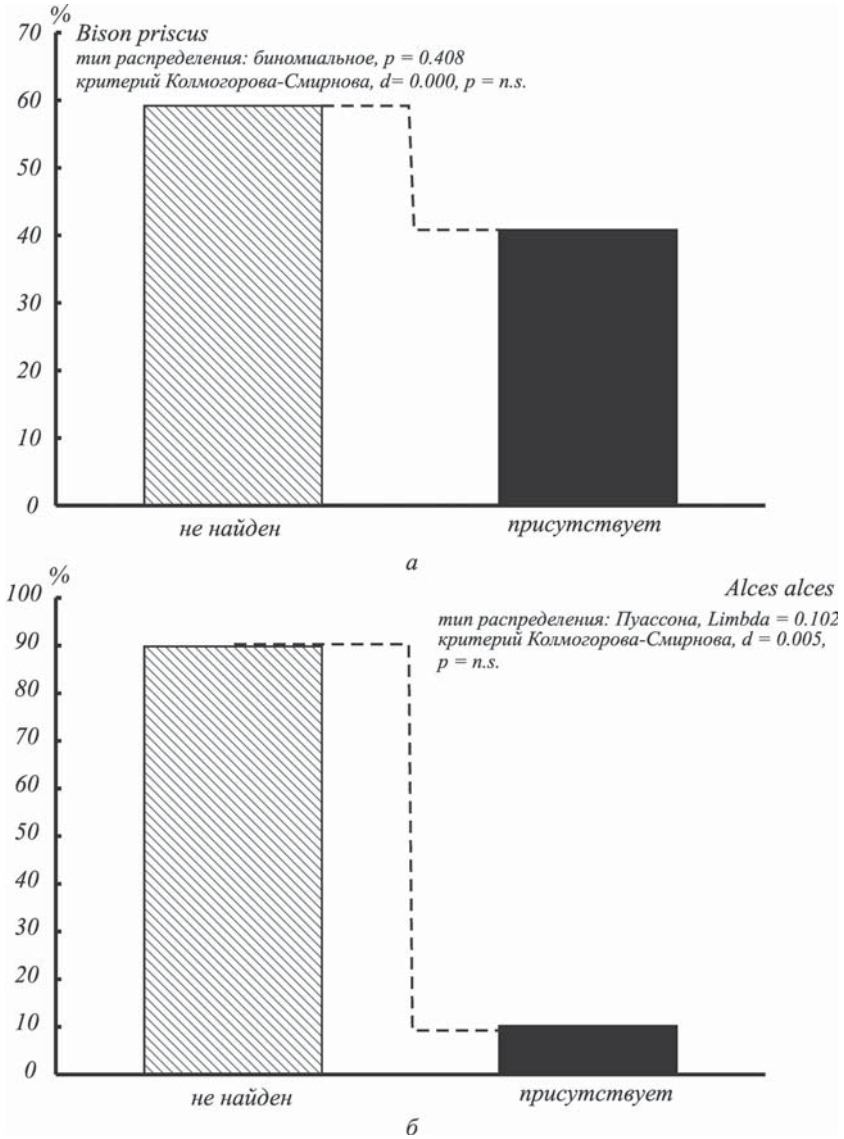 %
70
60
50
40
30
20
10
0
Bison priscus
тип распределения: биномиальное, p = 0.408
критерий Колмогорова-Смирнова, d= 0.000, p = n.s.
не найден
присутствует
а
%
100
90
80
70
60
50
40
30
20
10
0
Alces alces
тип распределения: Пуассона, Limbda = 0.102
критерий Колмогорова-Смирнова, d = 0.005,
p = n.s.
не найден
присутствует
б